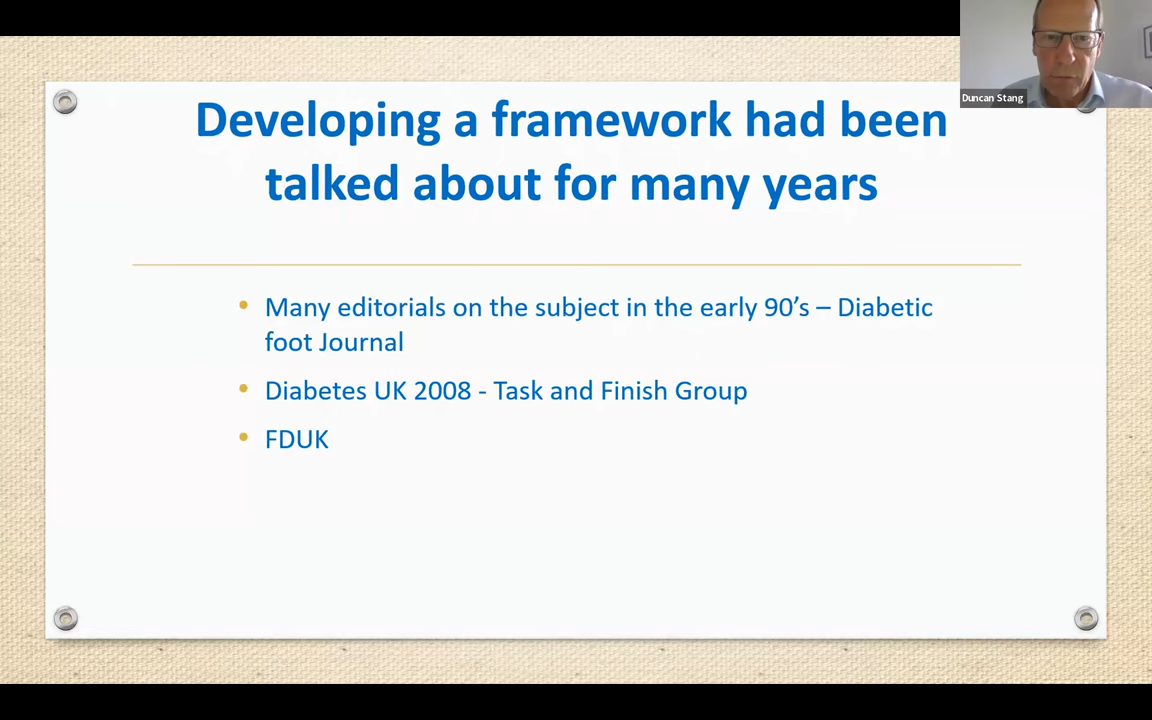 Duncan Stang
Developing a framework had been
talked about for many years
• Many editorials on the subject in the early 90’s – Diabetic
foot Journal
• Diabetes UK 2008 - Task and Finish Group
• FDUK